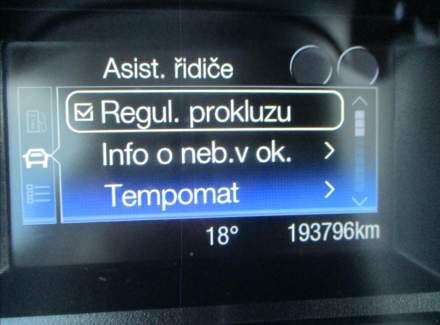 Asist. řidiče
Regul. prokluzu
Info o neb.v ok. >
Tempomat >
18° 193796km